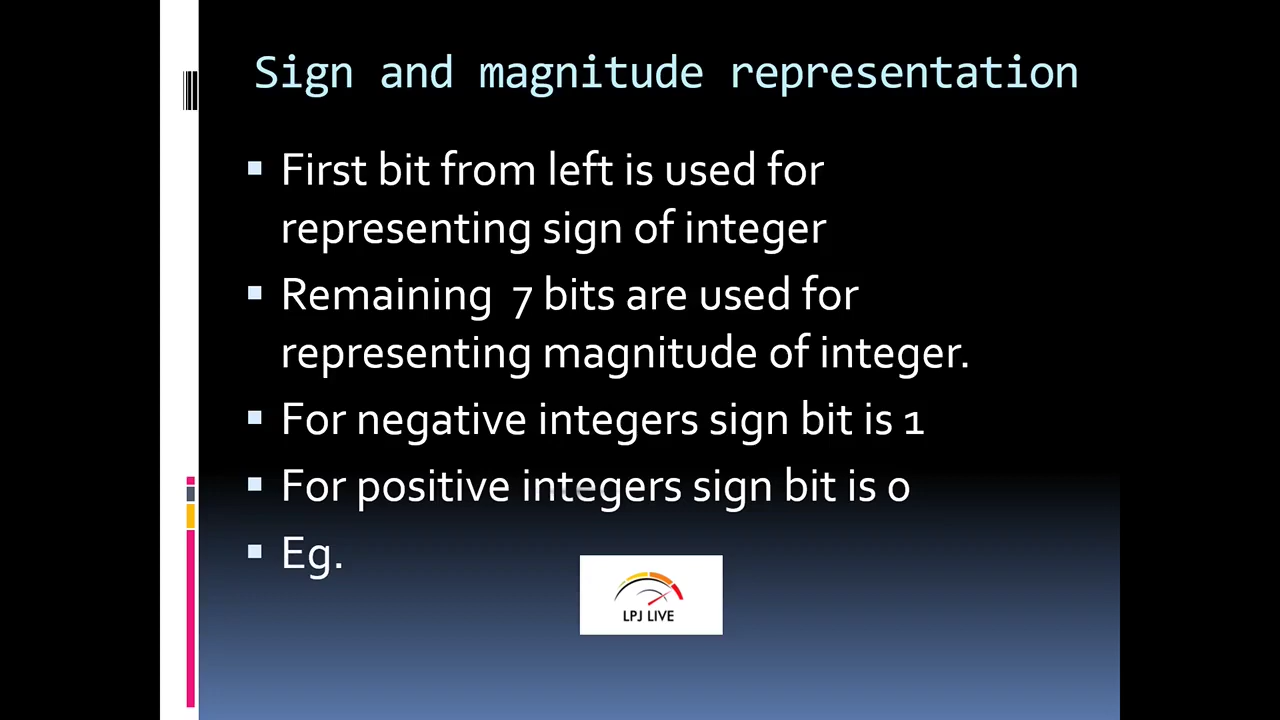 Sign and magnitude representation
▪ First bit from left is used for
representing sign of integer
▪ Remaining 7 bits are used for
representing magnitude of integer.
▪ For negative integers sign bit is 1
▪ For positive integers sign bit is 0
▪ Eg.
LPJ LIVE